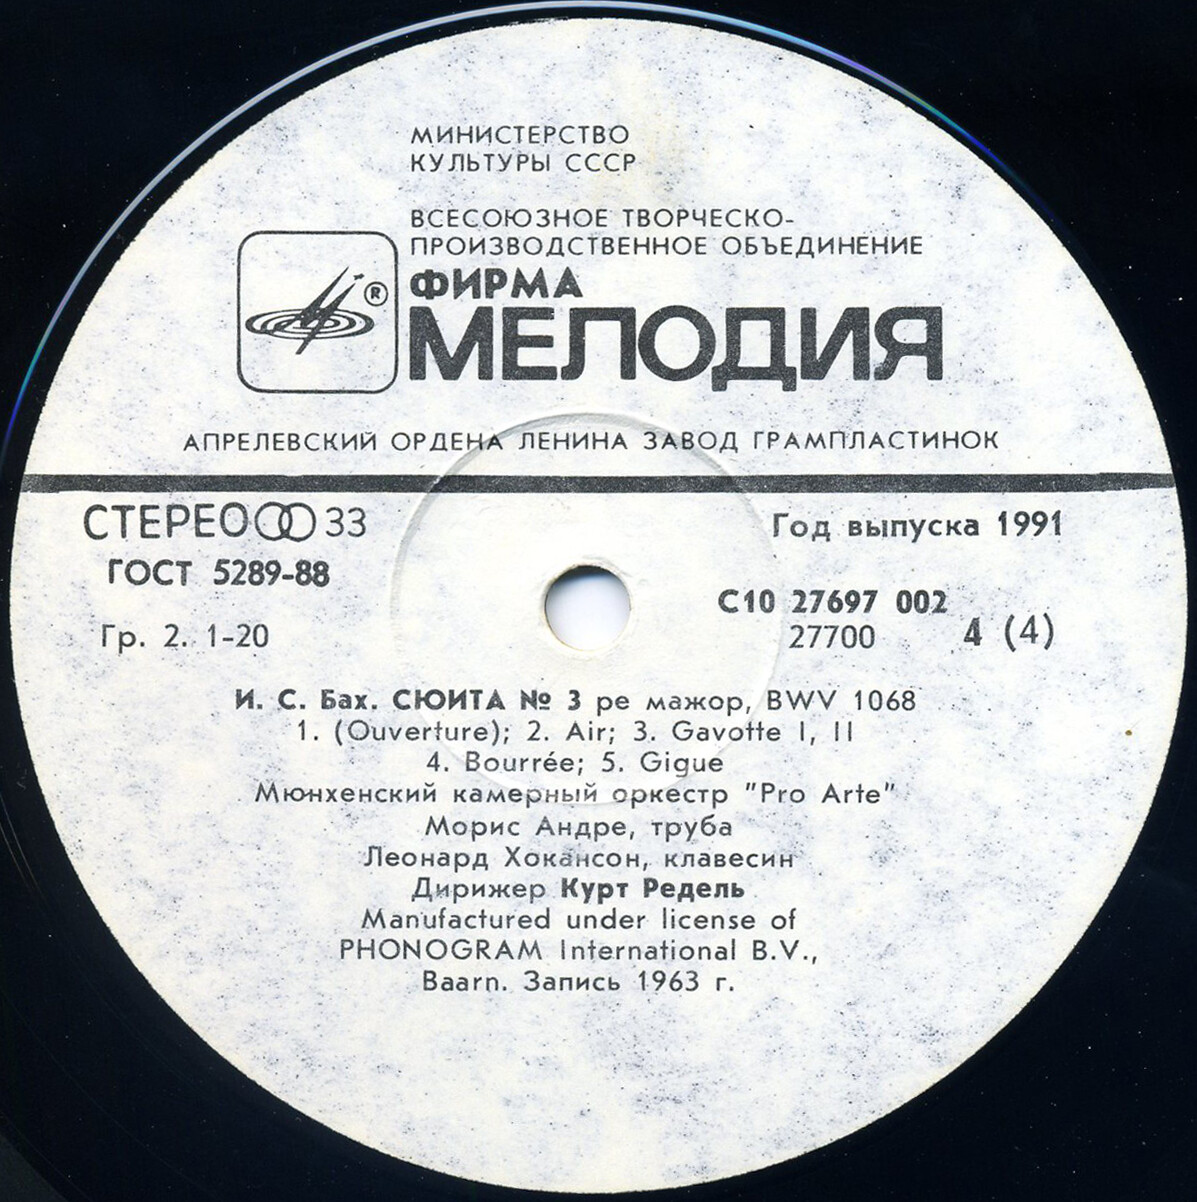 МИНИСТЕРСТВО
КУЛЬТУРЫ СССР
ВСЕСОЮЗНОЕ ТВОРЧЕСКО-
ПРОИЗВОДСТВЕННОЕ ОБЪЕДИНЕНИЕ
®
ФИРМА
МЕЛОДИЯ
АПРЕЛЕВСКИЙ ОРДЕНА ЛЕНИНА ЗАВОД ГРАМПЛАСТИНОК
СТЕРЕО 33
Год выпуска 1991
ГОСТ 5289-88
С10 27697 002
Гр. 2. 1-20
27700 4 (4)
И. С. Бах. СЮИТА № 3 ре мажор, BWV 1068
1. (Ouverture); 2. Air; 3. Gavotte I, II
4. Bourrée; 5. Gigue
Мюнхенский камерный оркестр "Pro Arte"
Морис Андре, труба
Леонард Хокансон, клавесин
Дирижер Курт Редель
Manufactured under license of
PHONOGRAM International B.V.,
Baarn. Запись 1963 г.